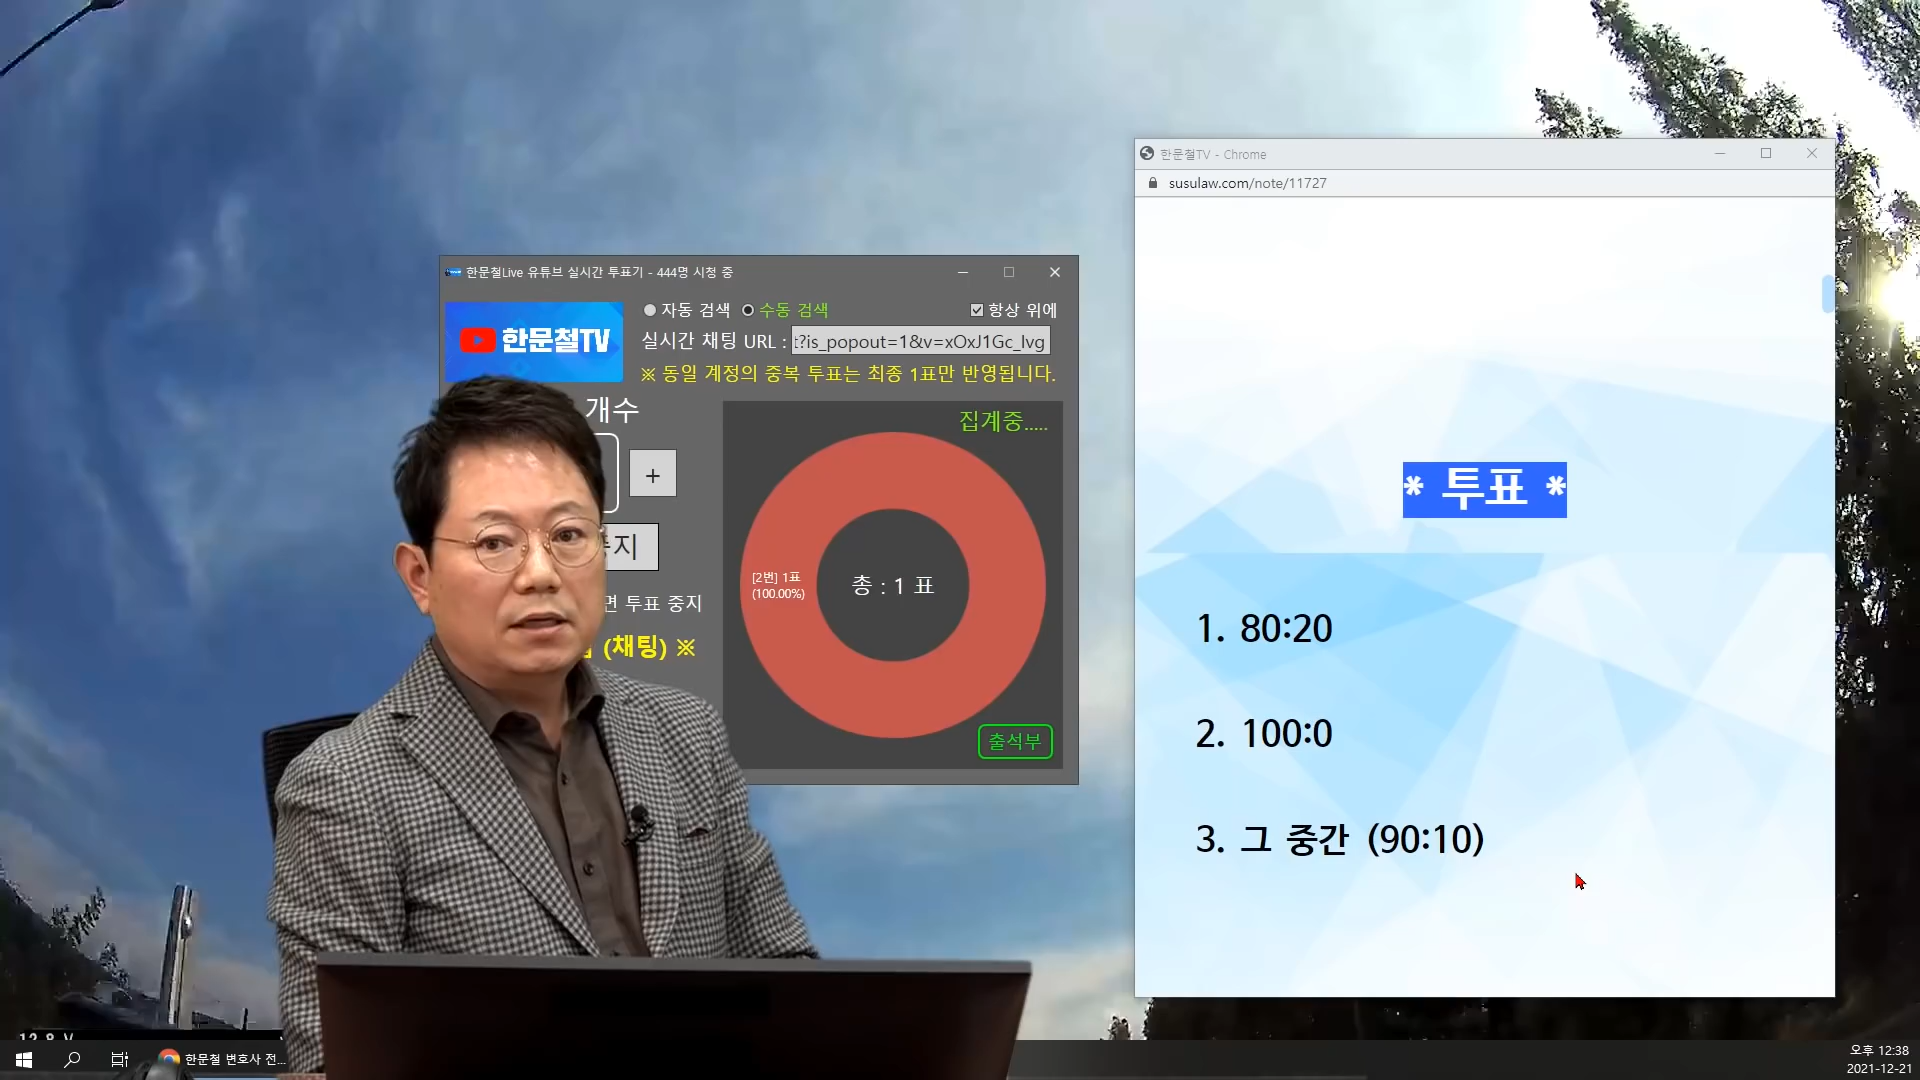 한문철Live 유튜브 실시간 투표기 - 444명 시청 중
한문철TV
자동 검색 수동 검색 항상 위에
실시간 채팅 URL : t?is_popout=1&v=xOxJ1Gc_Ivg
※ 동일 계정의 중복 투표는 최종 1표만 반영됩니다.
개수
+
지
면 투표 중지
(채팅) ※
집계중.....
[2번] 1표
(100.00%)
총 : 1 표
출석부
한문철TV - Chrome
susulaw.com/note/11727
* 투표 *
1. 80:20
2. 100:0
3. 그 중간 (90:10)
한문철 변호사 전...
오후 12:38
2021-12-21